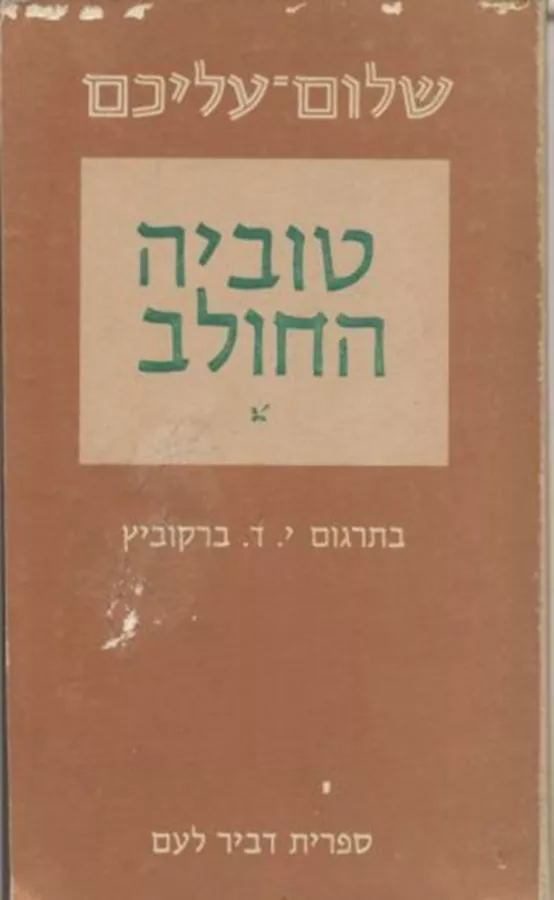 שלום־עליכם
טוביה
החולב
בתרגום י. ד. ברקוביץ
ספרית דביר לעם